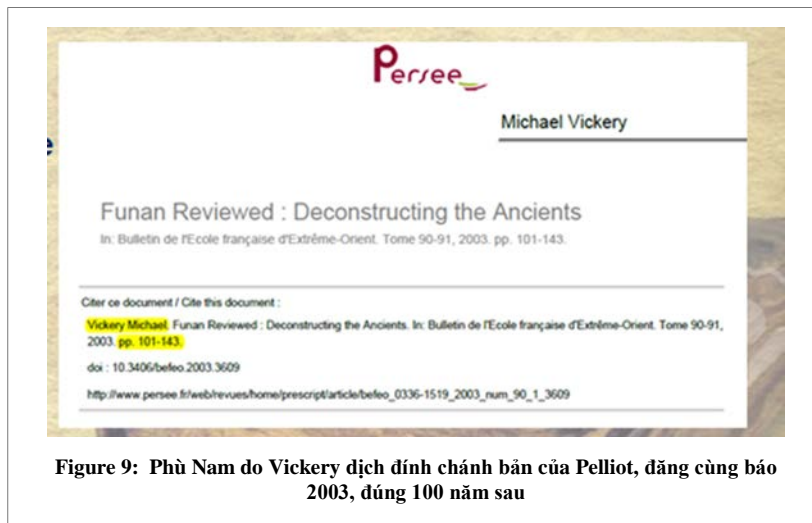 Persee
Michael Vickery
Funan Reviewed : Deconstructing the Ancients
In: Bulletin de l'Ecole française d'Extrême-Orient. Tome 90-91, 2003. pp. 101-143.
Citer ce document / Cite this document :
Vickery Michael. Funan Reviewed : Deconstructing the Ancients. In: Bulletin de l'Ecole française d'Extrême-Orient. Tome 90-91,
2003. pp. 101-143.
doi : 10.3406/befeo.2003.3609
http://www.persee.fr/web/revues/home/prescript/article/befeo_0336-1519_2003_num_90_1_3609
Figure 9: Phù Nam do Vickery dịch đính chánh bản của Pelliot, đăng cùng báo
2003, đúng 100 năm sau